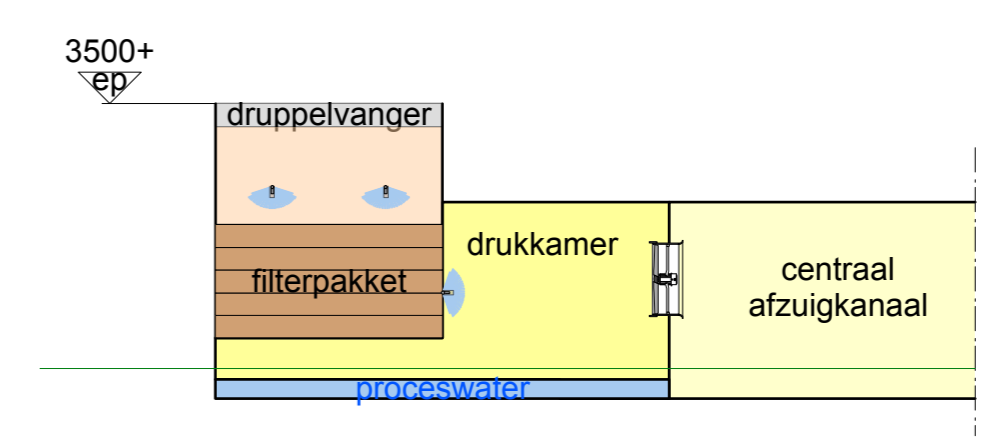 3500+
ep
druppelvanger
drukkamer
filterpakket
centraal
afzuigkanaal
proceswater